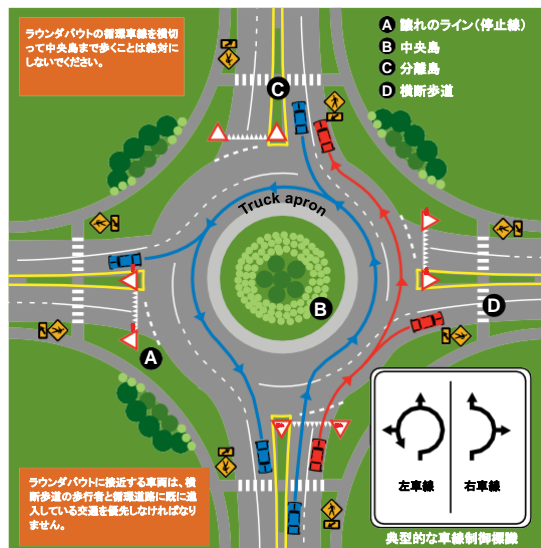 ラウンダバウトの循環車線を横切
って中央島まで歩くことは絶対に
しないでください。
A 譲れのライン(停止線)
B 中央島
C 分離島
D 横断歩道
C
Truck apron
B
D
A
左車線
右車線
典型的な車線制御標識
ラウンダバウトに接近する車両は、横
断歩道の歩行者と循環道路に既に進
入している交通を優先しなければなり
ません。